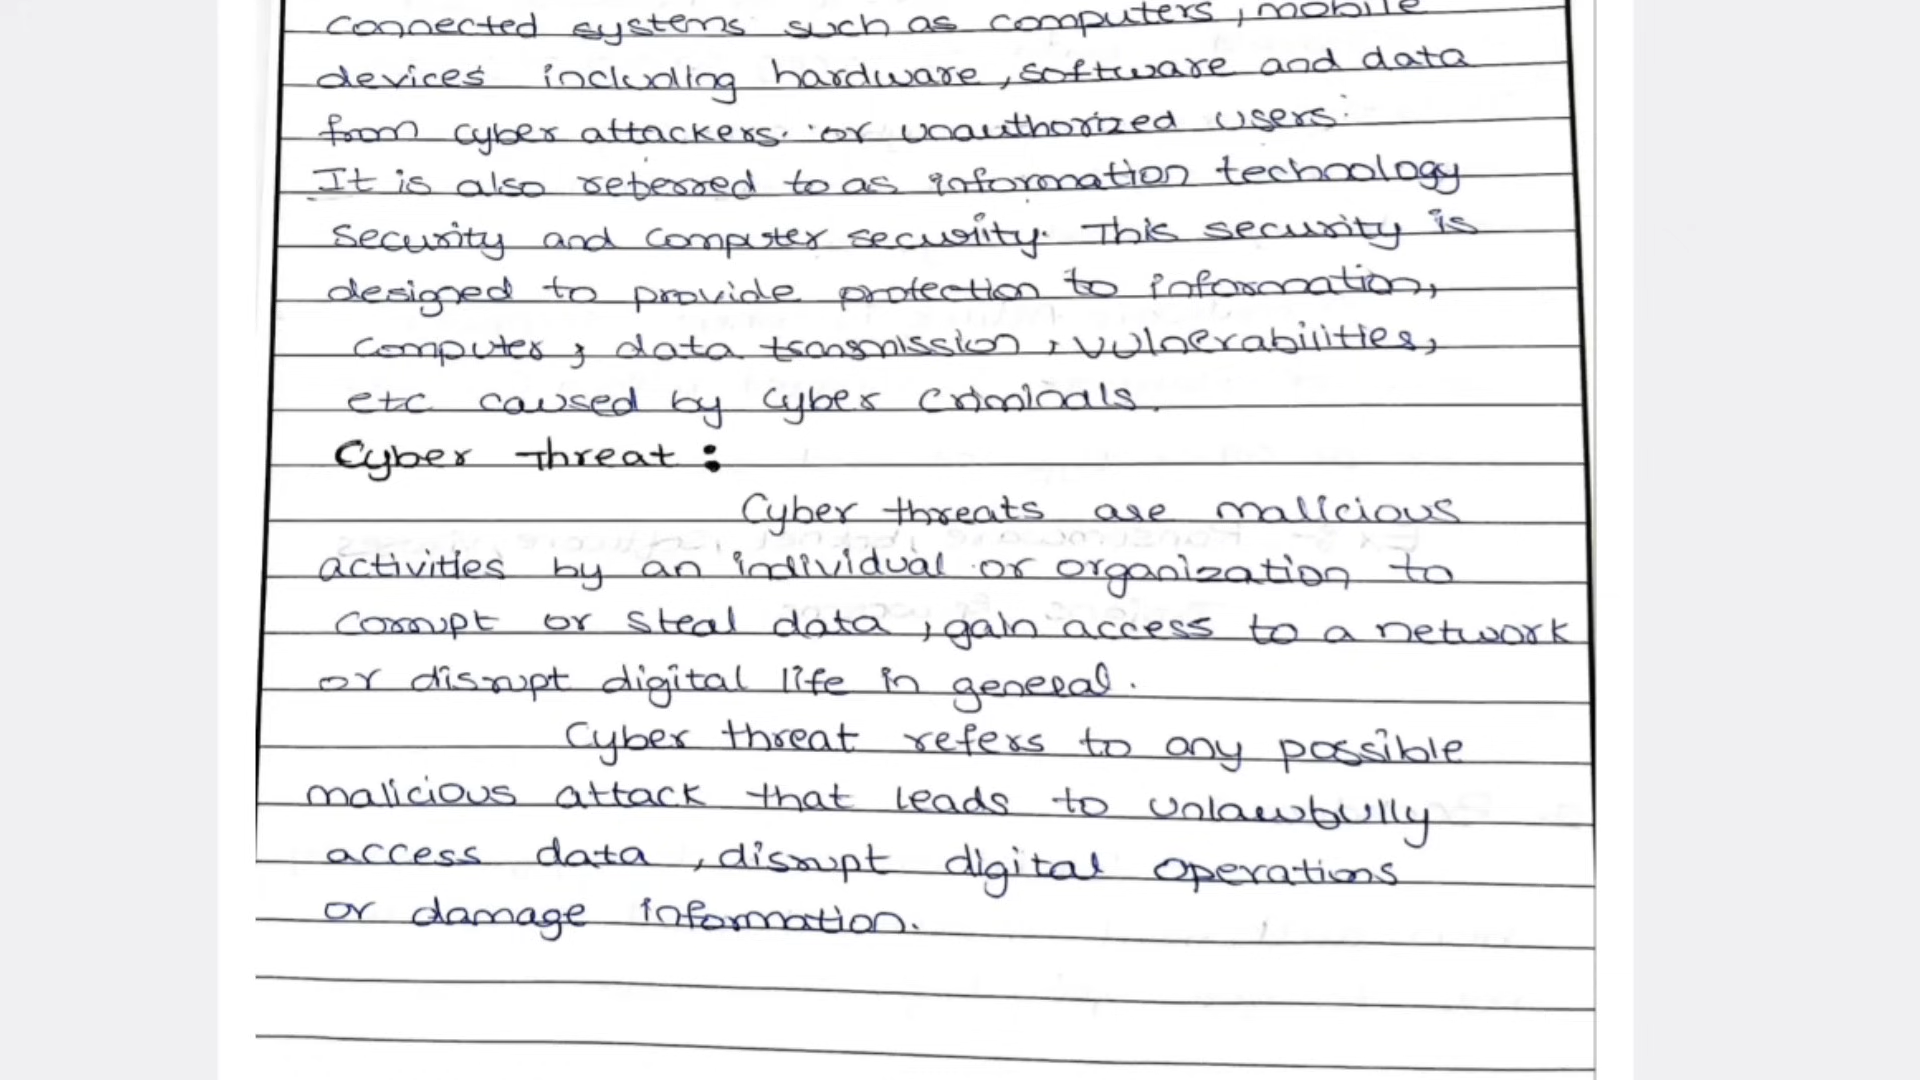 connected systems such as computers, mobile
devices including hardware, software and data
from cyber attackers. or unauthorized users.
It is also referred to as information technology
security and computer security. This security is
designed to provide protection to information,
computer, data transmission, vulnerabilities,
etc caused by cyber criminals.
Cyber Threat :
Cyber threats are malicious
activities by an individual or organization to
corrupt or steal data, gain access to a network
or disrupt digital life in general.
Cyber threat refers to any possible
malicious attack that leads to unlawfully
access data, disrupt digital operations
or damage information.